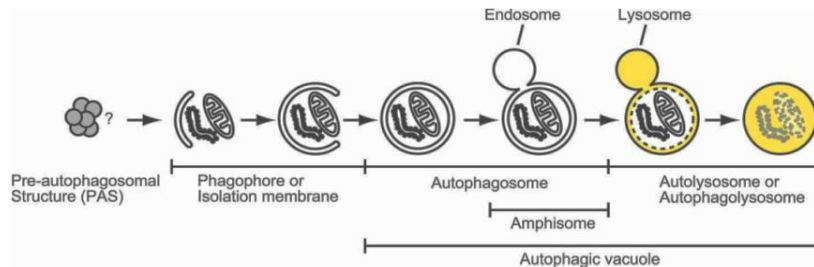 Endosome
Lysosome
?
Pre-autophagosomal
Structure (PAS)
Phagophore or
Isolation membrane
Autophagosome
Autolysosome or
Autophagolysosome
Amphisome
Autophagic vacuole